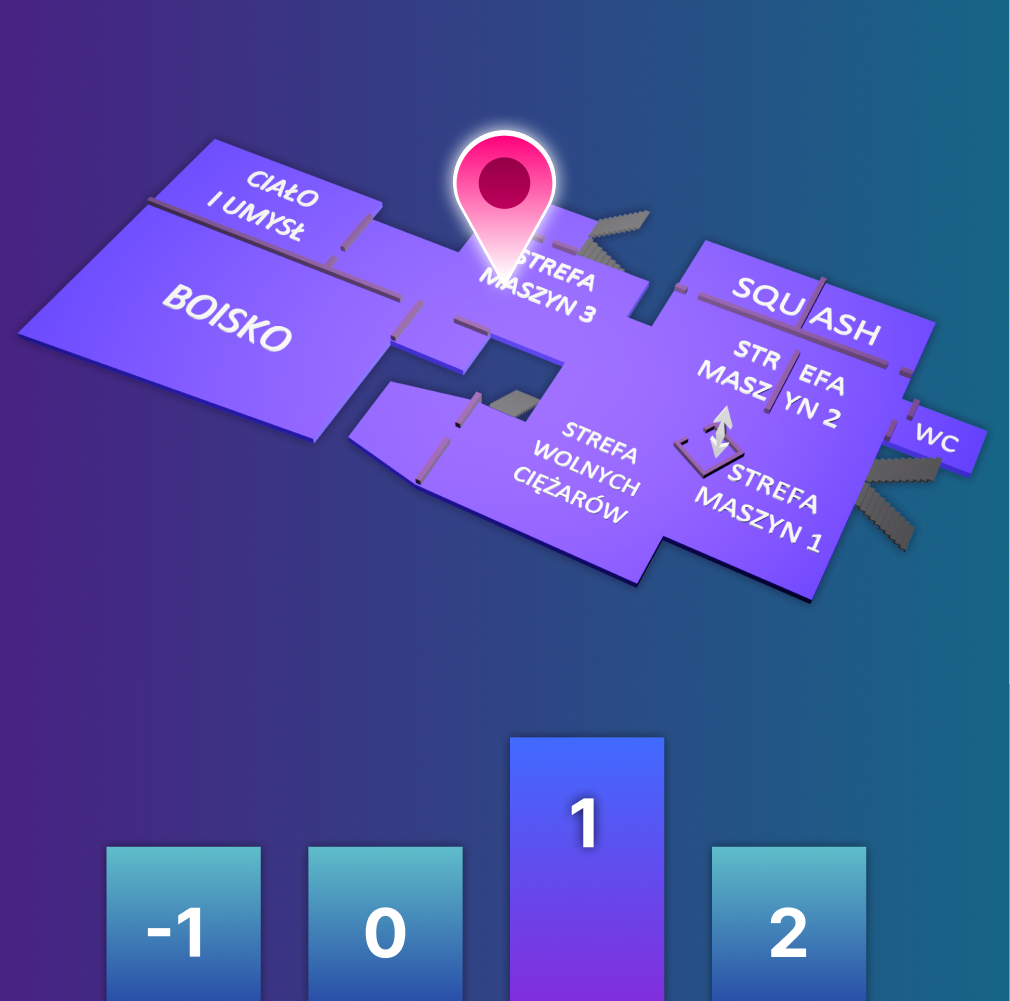 CIAŁO
I UMYSŁ
BOISKO
STREFA
MASZYN 3
SQUASH
STREFA
MASZYN 2
WC
STREFA
WOLNYCH
CIĘŻARÓW
STREFA
MASZYN 1
-1
0
1
2